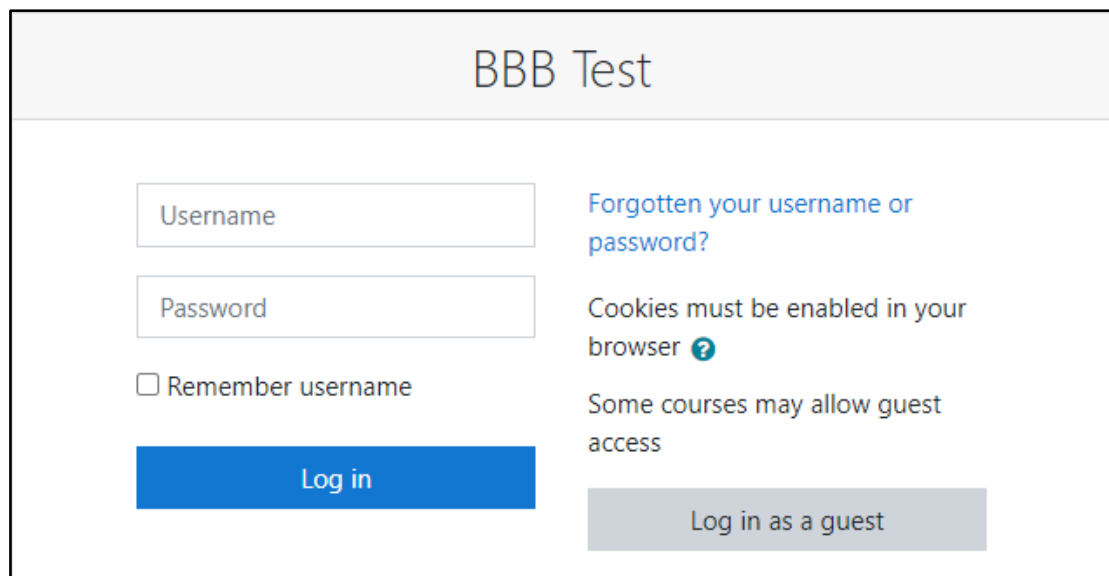 BBB Test
Username
Password
Remember username
Log in
Forgotten your username or
password?
Cookies must be enabled in your
browser ?
Some courses may allow guest
access
Log in as a guest